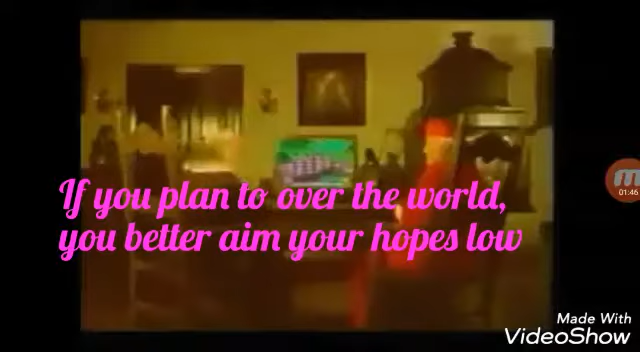 If you plan to over the world,
you better aim your hopes low
01:46
Made With
VideoShow